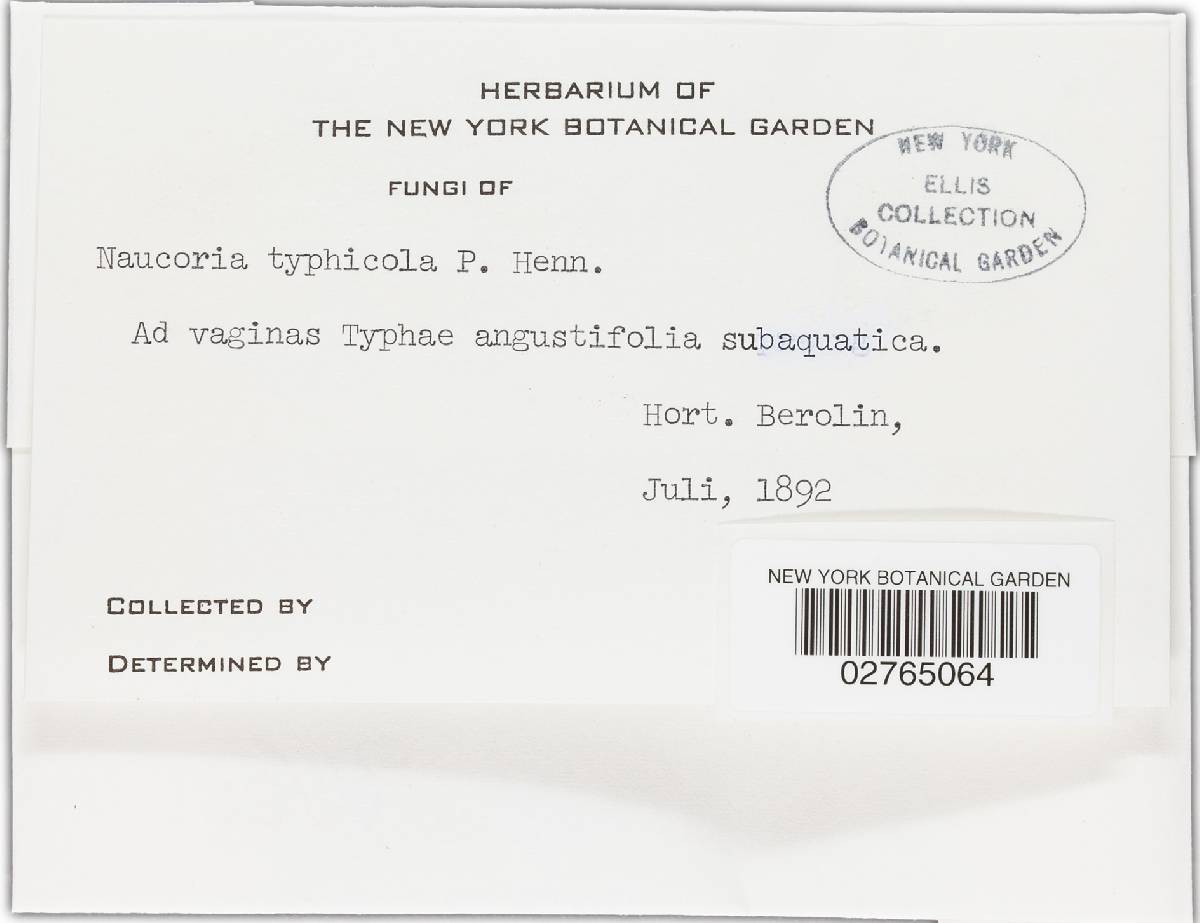 HERBARIUM OF
THE NEW YORK BOTANICAL GARDEN
FUNGI OF
NEW YORK
ELLIS
COLLECTION
BOTANICAL GARDEN
Naucoria typhicola P. Henn.
Ad vaginas Typhae angustifolia subaquatica.
Hort. Berolin,
Juli, 1892
COLLECTED BY
DETERMINED BY
NEW YORK BOTANICAL GARDEN
02765064